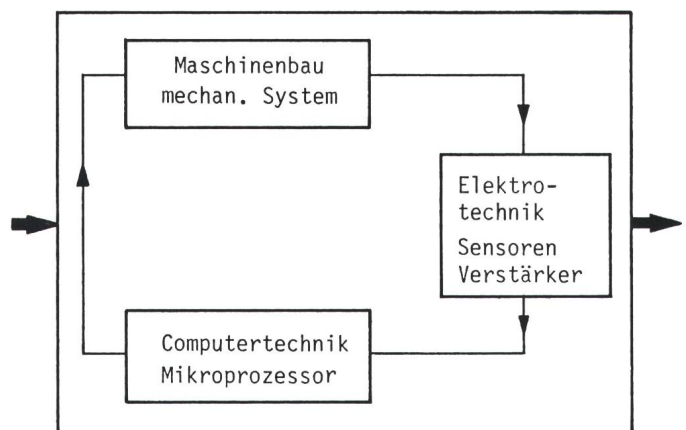 Maschinenbau
mechan. System
Elektro-
technik
Sensoren
Verstärker
Computertechnik
Mikroprozessor